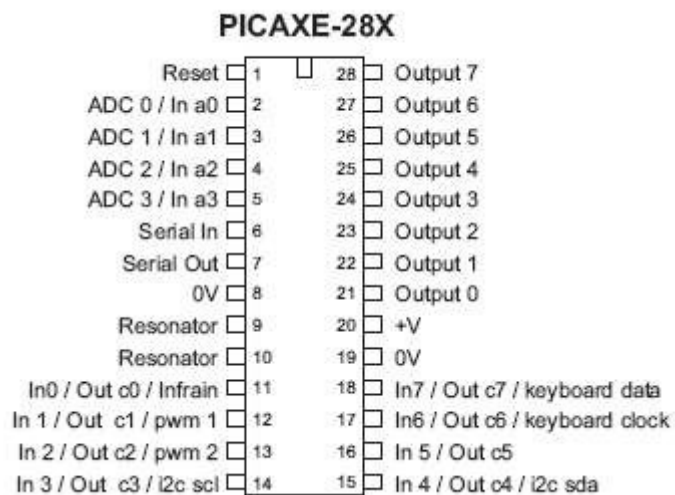 PICAXE-28X
Reset 1 28 Output 7
ADC 0 / In a0 2 27 Output 6
ADC 1 / In a1 3 26 Output 5
ADC 2 / In a2 4 25 Output 4
ADC 3 / In a3 5 24 Output 3
Serial In 6 23 Output 2
Serial Out 7 22 Output 1
0V 8 21 Output 0
Resonator 9 20 +V
Resonator 10 19 0V
In0 / Out c0 / Infrain 11 18 In7 / Out c7 / keyboard data
In 1 / Out c1 / pwm 1 12 17 In6 / Out c6 / keyboard clock
In 2 / Out c2 / pwm 2 13 16 In 5 / Out c5
In 3 / Out c3 / i2c scl 14 15 In 4 / Out c4 / i2c sda